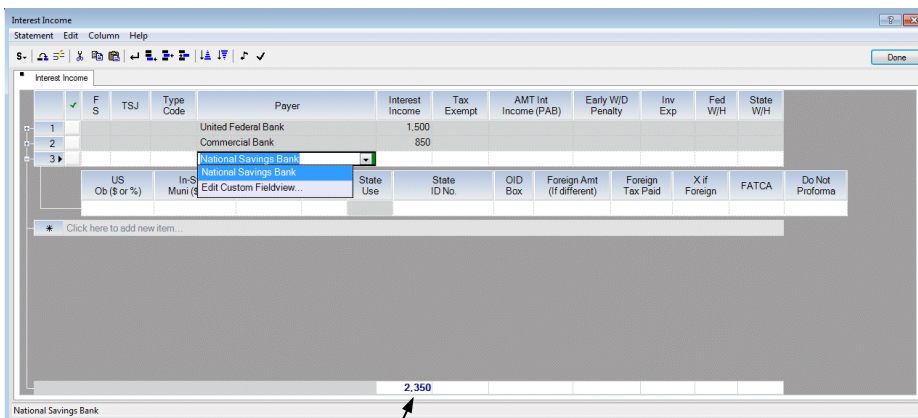 Interest Income
Statement Edit Column Help
S
Done
Interest Income
F S TSJ Type Code Payer Interest Income Tax Exempt AMT Int Income (PAB) Early W/D Penalty Inv Exp Fed W/H State W/H
1 United Federal Bank 1,500
2 Commercial Bank 850
3 National Savings Bank
National Savings Bank
Edit Custom Fieldview...
US Ob ($ or %) In-S Muni ($ State Use State ID No. OID Box Foreign Amt (If different) Foreign Tax Paid X if Foreign FATCA Do Not Proforma
* Click here to add new item...
2,350
National Savings Bank